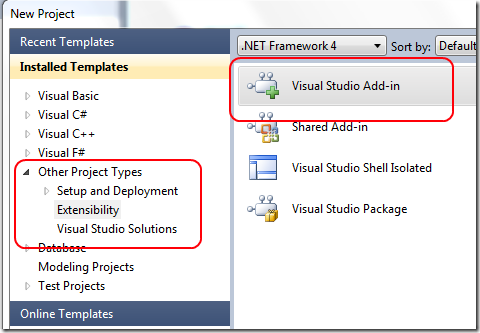 New Project
Recent Templates
Installed Templates
Visual Basic
Visual C#
Visual C++
Visual F#
Other Project Types
Setup and Deployment
Extensibility
Visual Studio Solutions
Database
Modeling Projects
Test Projects
Online Templates
.NET Framework 4
Sort by:
Default
Visual Studio Add-in
Shared Add-in
Visual Studio Shell Isolated
Visual Studio Package